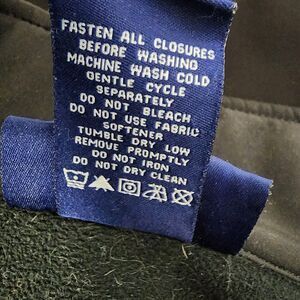 FASTEN ALL CLOSURES
BEFORE WASHING
MACHINE WASH COLD
GENTLE CYCLE
SEPARATELY
DO NOT BLEACH
DO NOT USE FABRIC
SOFTENER
TUMBLE DRY LOW
REMOVE PROMPTLY
DO NOT IRON
DO NOT DRY CLEAN